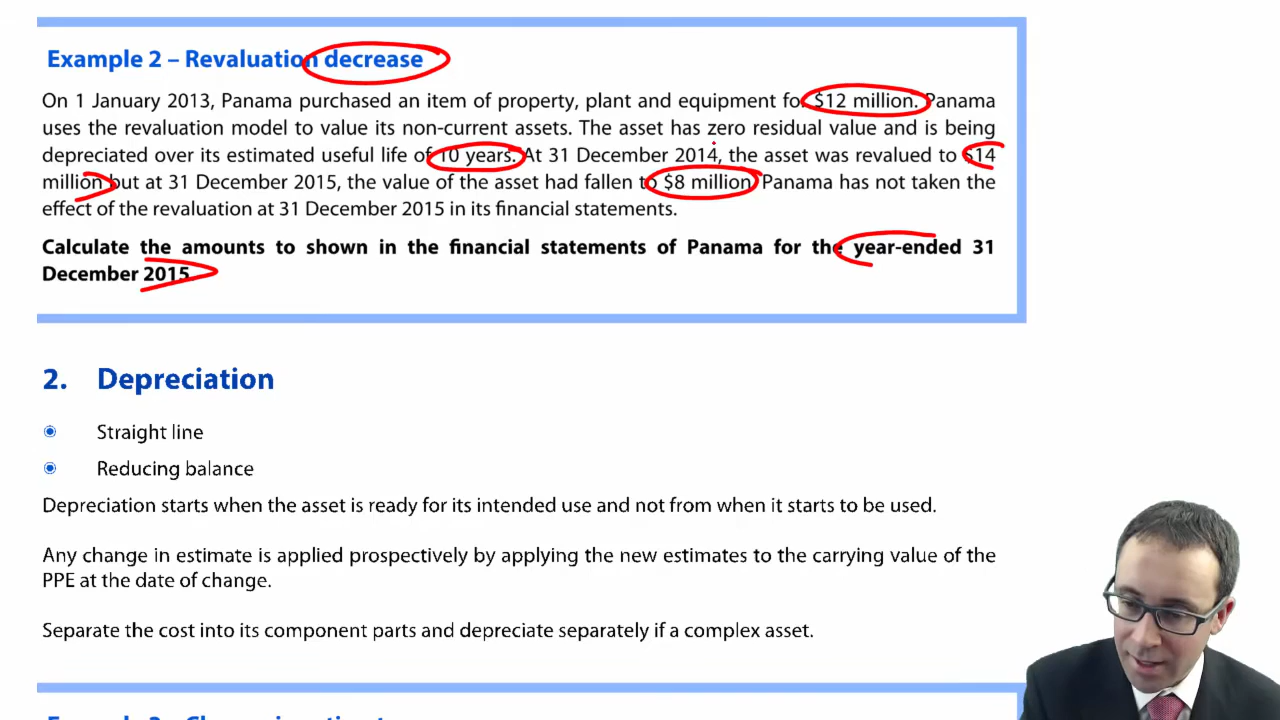 Example 2 – Revaluation decrease
On 1 January 2013, Panama purchased an item of property, plant and equipment for $12 million. Panama
uses the revaluation model to value its non-current assets. The asset has zero residual value and is being
depreciated over its estimated useful life of 10 years. At 31 December 2014, the asset was revalued to $14
million but at 31 December 2015, the value of the asset had fallen to $8 million. Panama has not taken the
effect of the revaluation at 31 December 2015 in its financial statements.
Calculate the amounts to shown in the financial statements of Panama for the year-ended 31
December 2015.
2. Depreciation
Straight line
Reducing balance
Depreciation starts when the asset is ready for its intended use and not from when it starts to be used.
Any change in estimate is applied prospectively by applying the new estimates to the carrying value of the
PPE at the date of change.
Separate the cost into its component parts and depreciate separately if a complex asset.